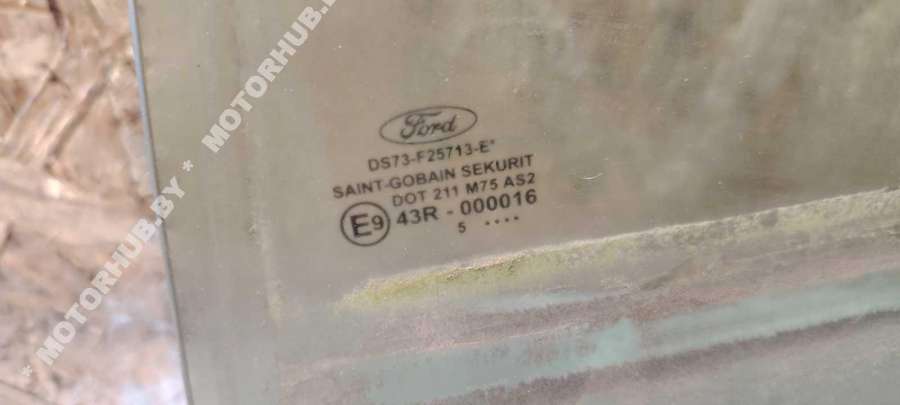 Ford
DS73-F25713-E*
SAINT-GOBAIN SEKURIT
DOT 211 M75 AS2
E9 43R - 000016
5 ....
* MOTORHUB.BY * MOTORHUB.BY